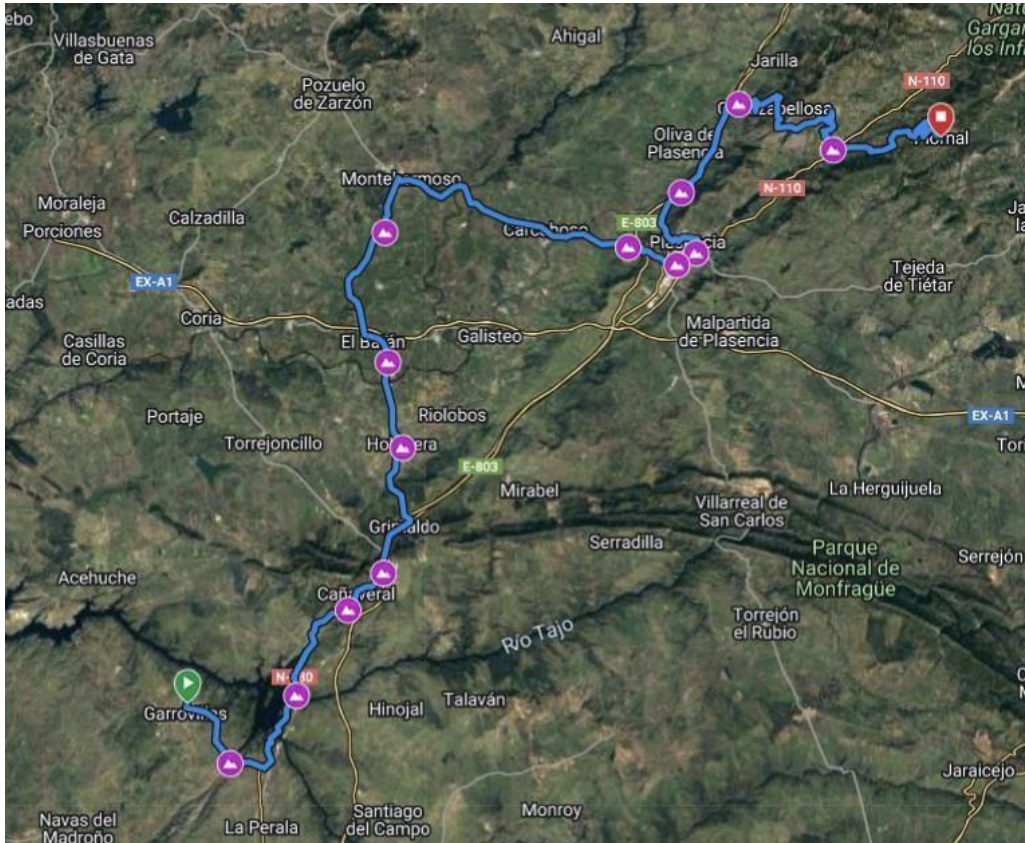 Villasbuenas
de Gata
Ahigal
Jarilla
N-110
Pozuelo
de Zarzón
Oliva de
Plasencia
Montehermoso
N-110
Moraleja
Calzadilla
Porciones
E-803
Plasencia
EX-A1
Tejeda
de Tiétar
Coria
Casillas
de Coria
Galisteo
Malpartida
de Plasencia
Portaje
Riolobos
EX-A1
Torrejoncillo
E-803
Mirabel
La Herguijuela
Villarreal de
San Carlos
Grimaldo
Serradilla
Parque
Nacional de
Monfragüe
Serrejón
Acehuche
Cañaveral
Torrejón
el Rubio
Río Tajo
Garrovillas
Hinojal
Talaván
Jaraicejo
Navas del
Madroño
La Perala
Santiago
del Campo
Monroy